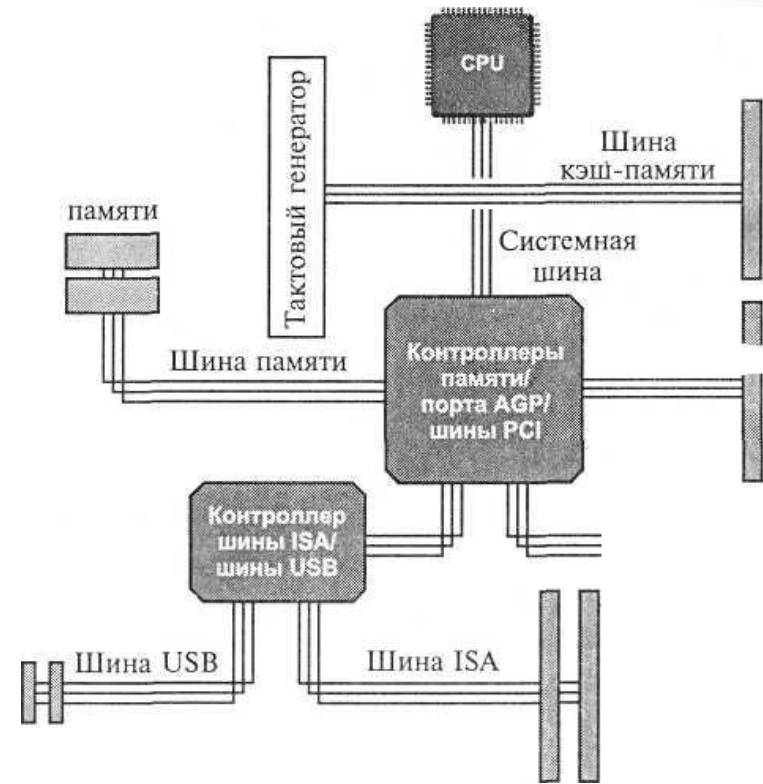 CPU
Тактовый генератор
Шина
кэш-памяти
памяти
Системная
шина
Шина памяти
Контроллеры
памяти/
порта AGP/
шины PCI
Контроллер
шины ISA/
шины USB
Шина USB
Шина ISA